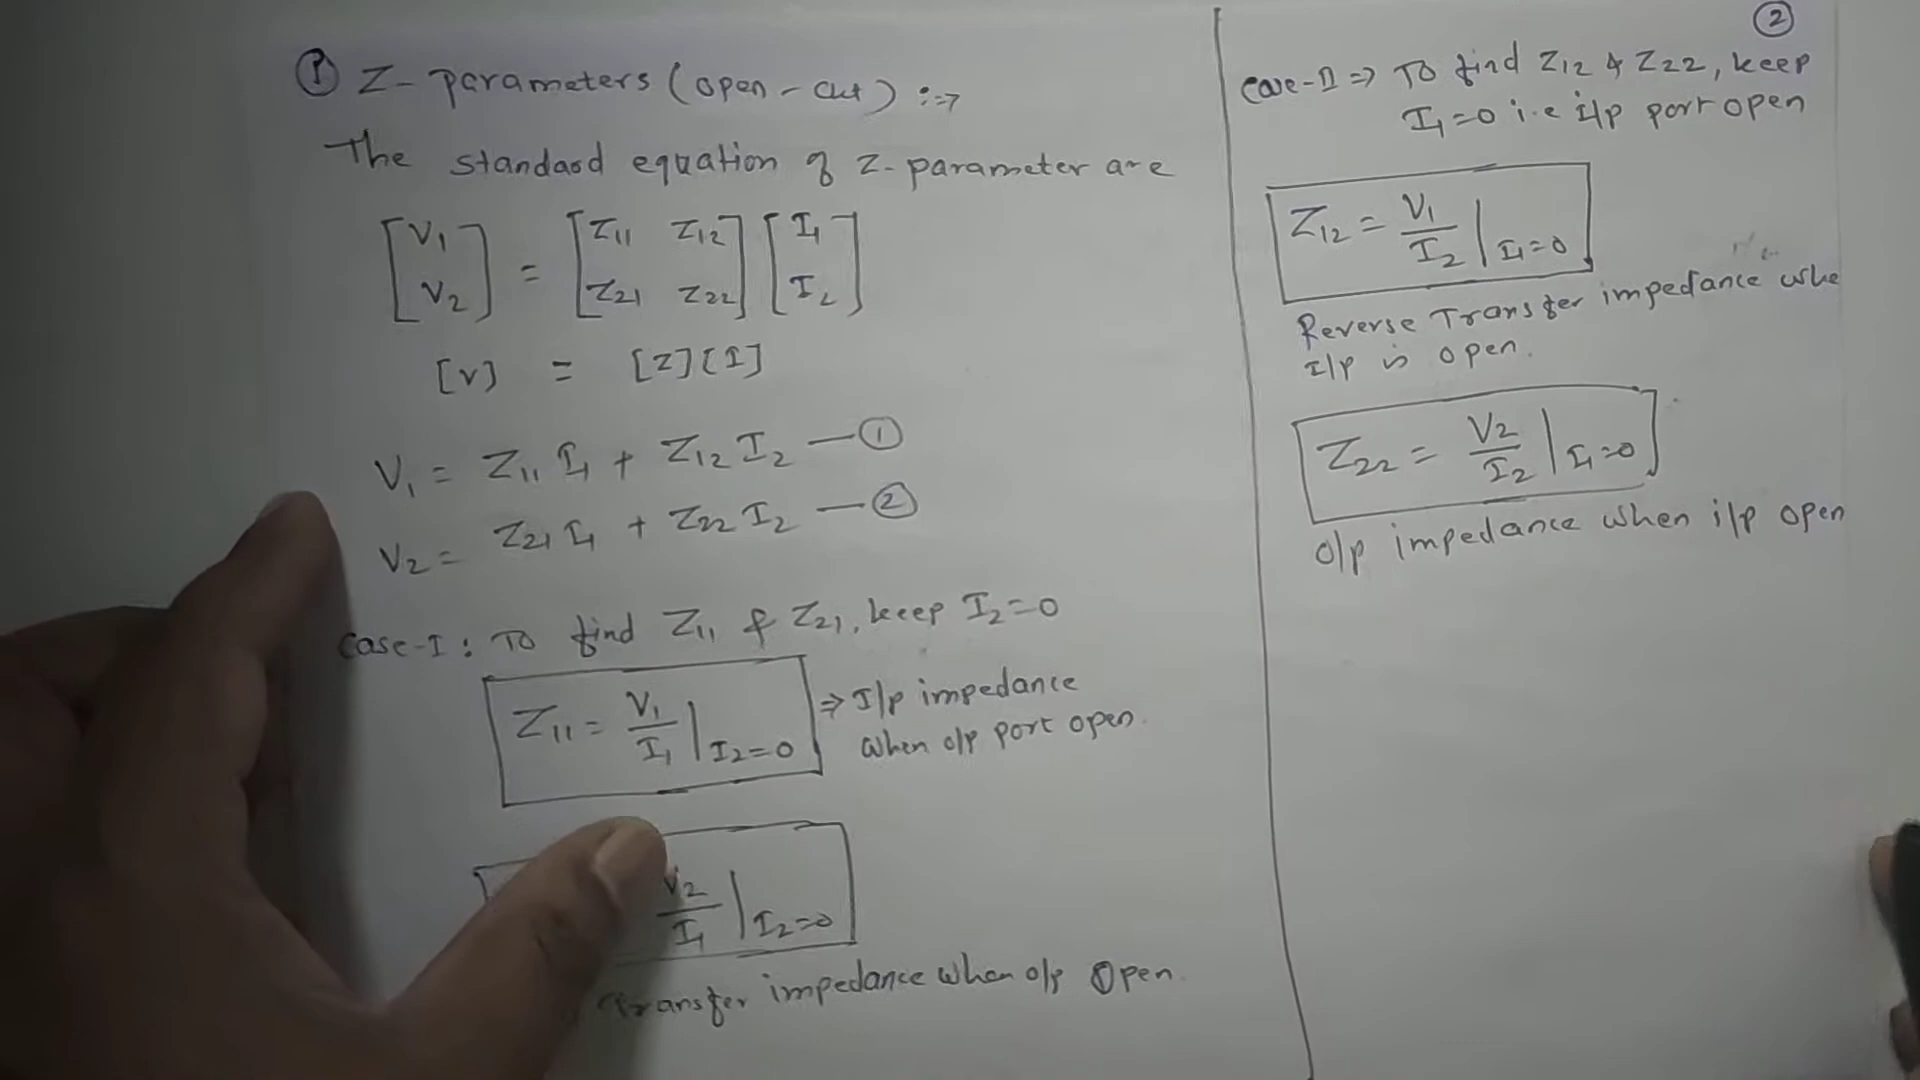 ① Z-parameters (open-ckt) :→
The standard equation of Z-parameter are
[V1 V2] = [Z11 Z12 Z21 Z22] [I1 I2]
[V] = [Z][I]
V1 = Z11 I1 + Z12 I2 —①
V2 = Z21 I1 + Z22 I2 —②
Case-I: To find Z11 & Z21, keep I2=0
Z11 = V1/I1 | I2=0 ⇒ I/p impedance
when o/p port open.
V2/I1 | I2=0
Transfer impedance when o/p open.
②
Case-II ⇒ To find Z12 & Z22, keep
I1=0 i.e i/p port open
Z12 = V1/I2 | I1=0
Reverse Transfer impedance whe
I/p is open.
Z22 = V2/I2 | I1=0
o/p impedance when i/p open